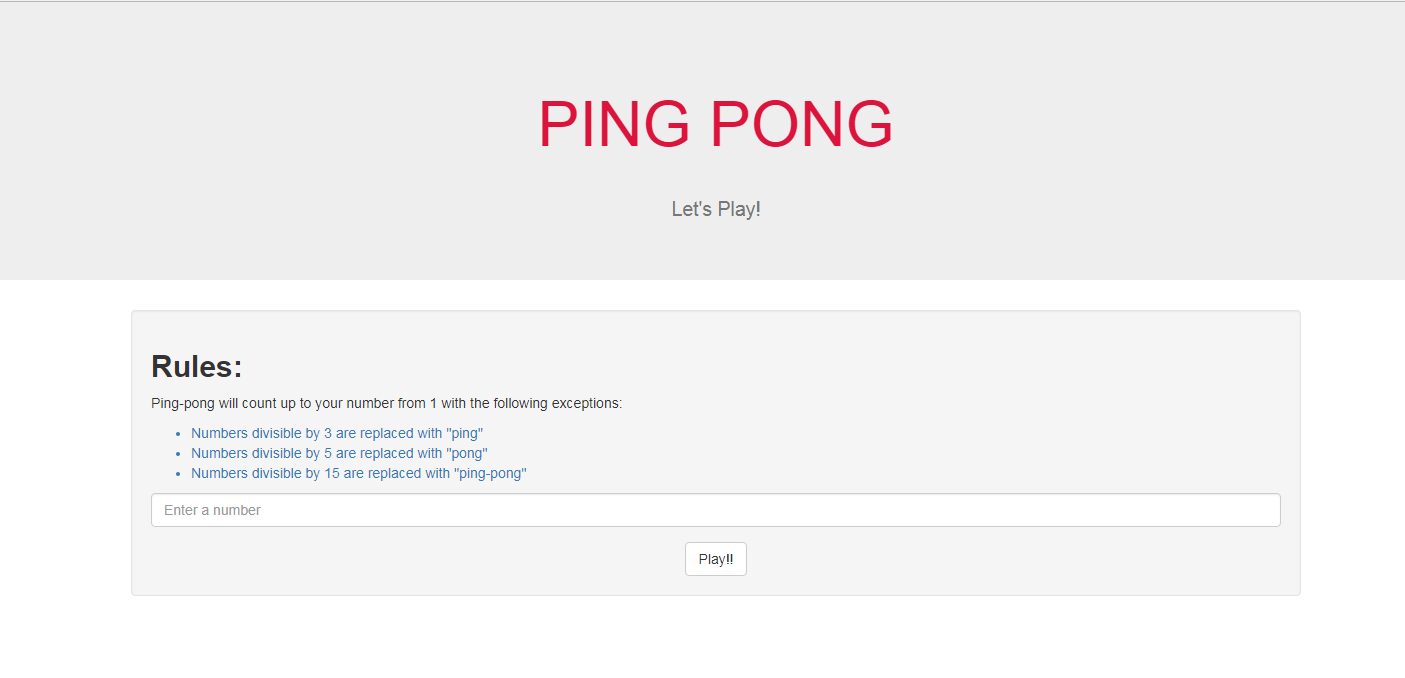 PING PONG
Let's Play!
Rules:
Ping-pong will count up to your number from 1 with the following exceptions:
Numbers divisible by 3 are replaced with "ping"
Numbers divisible by 5 are replaced with "pong"
Numbers divisible by 15 are replaced with "ping-pong"
Enter a number
Play!!